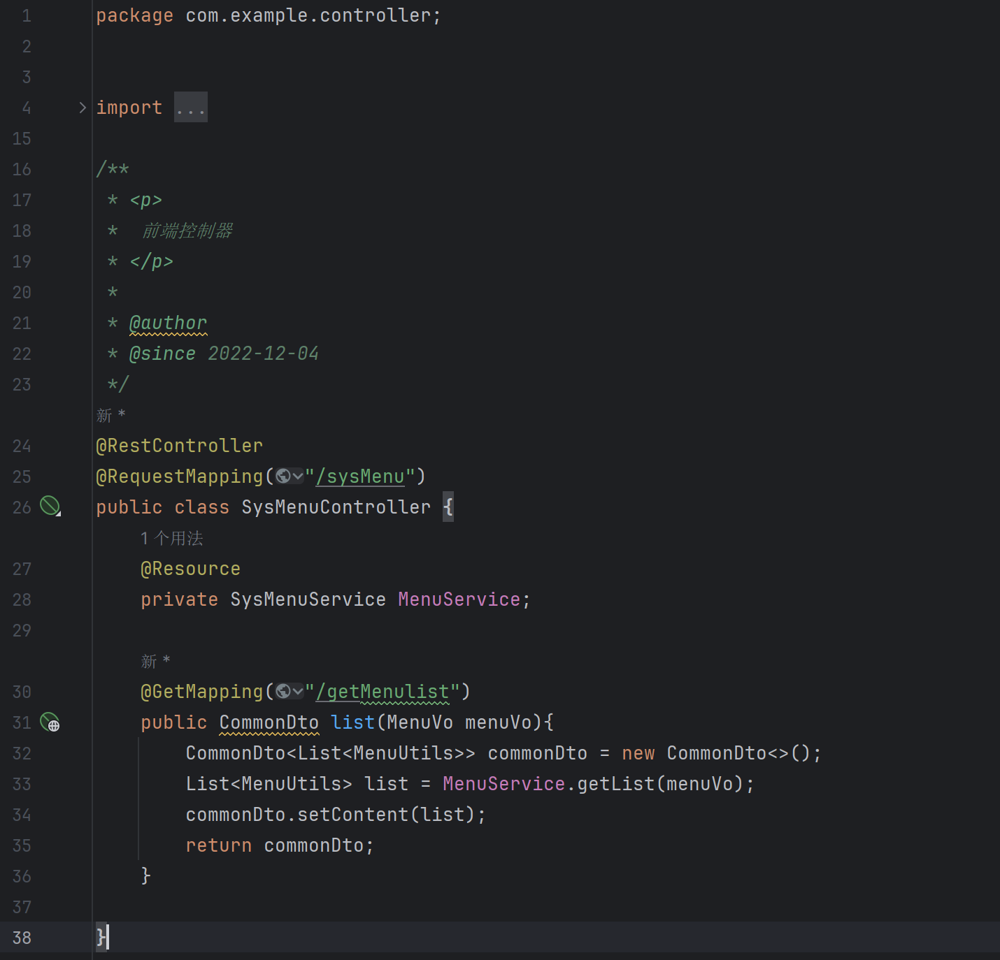 1 package com.example.controller;
2
3
4 import ...
15
16 /**
17 * <p>
18 * 前端控制器
19 * </p>
20 *
21 * @author
22 * @since 2022-12-04
23 */
新 *
24 @RestController
25 @RequestMapping("/sysMenu")
26 public class SysMenuController {
1 个用法
27 @Resource
28 private SysMenuService MenuService;
29
新 *
30 @GetMapping("/getMenulist")
31 public CommonDto list(MenuVo menuVo){
32 CommonDto<List<MenuUtils>> commonDto = new CommonDto<>();
33 List<MenuUtils> list = MenuService.getList(menuVo);
34 commonDto.setContent(list);
35 return commonDto;
36 }
37
38 }